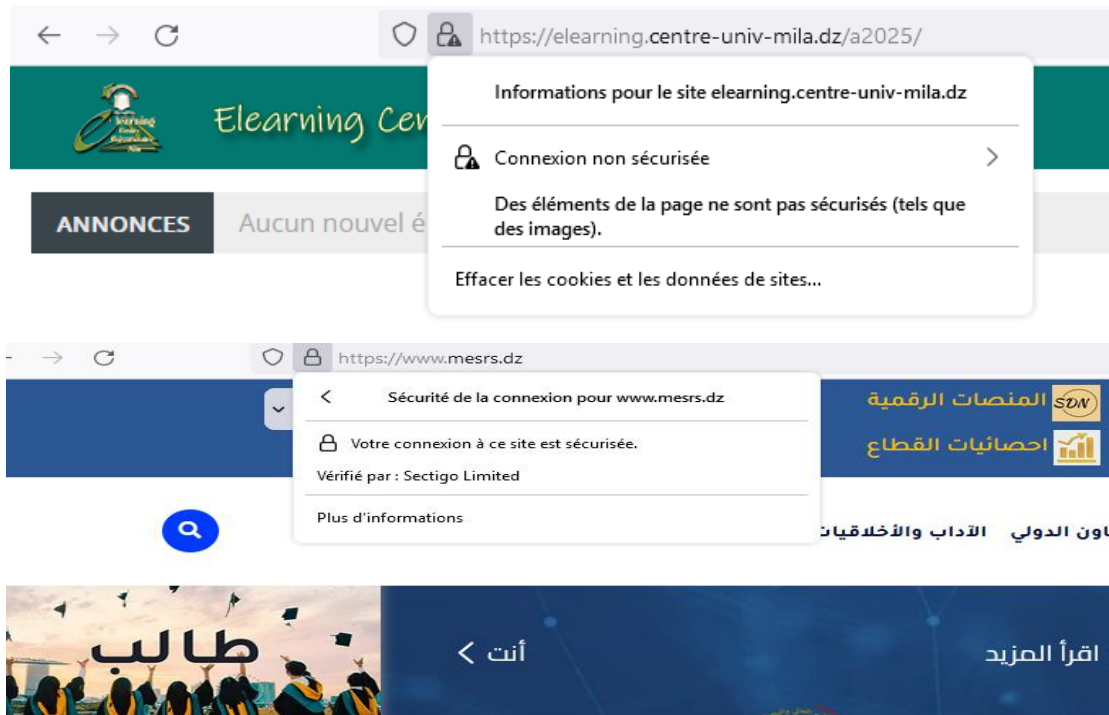 https://elearning.centre-univ-mila.dz/a2025/
Informations pour le site elearning.centre-univ-mila.dz
Elearning Cen
Connexion non sécurisée
Des éléments de la page ne sont pas sécurisés (tels que
des images).
ANNONCES Aucun nouvel é
Effacer les cookies et les données de sites...
https://www.mesrs.dz
Sécurité de la connexion pour www.mesrs.dz
المنصات الرقمية
SDN
Votre connexion à ce site est sécurisée.
احصائيات القطاع
Vérifié par : Sectigo Limited
Plus d'informations
اون الدولي الآداب والأخلاقيات
طالب
أنت
اقرأ المزيد